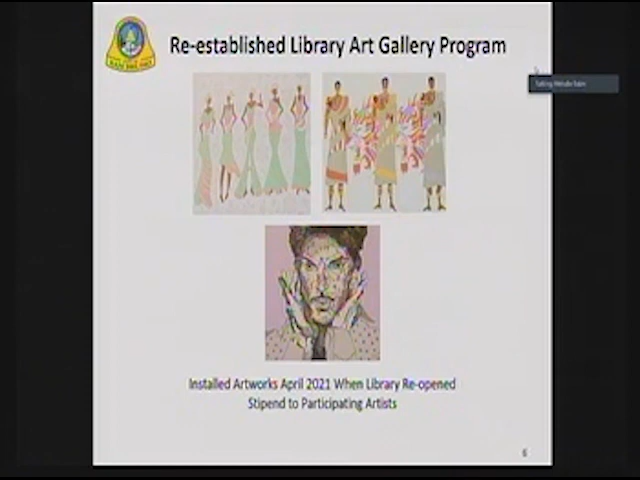 Re-established Library Art Gallery Program
Talking:
Installed Artworks April 2021 When Library Re-opened
Stipend to Participating Artists
6